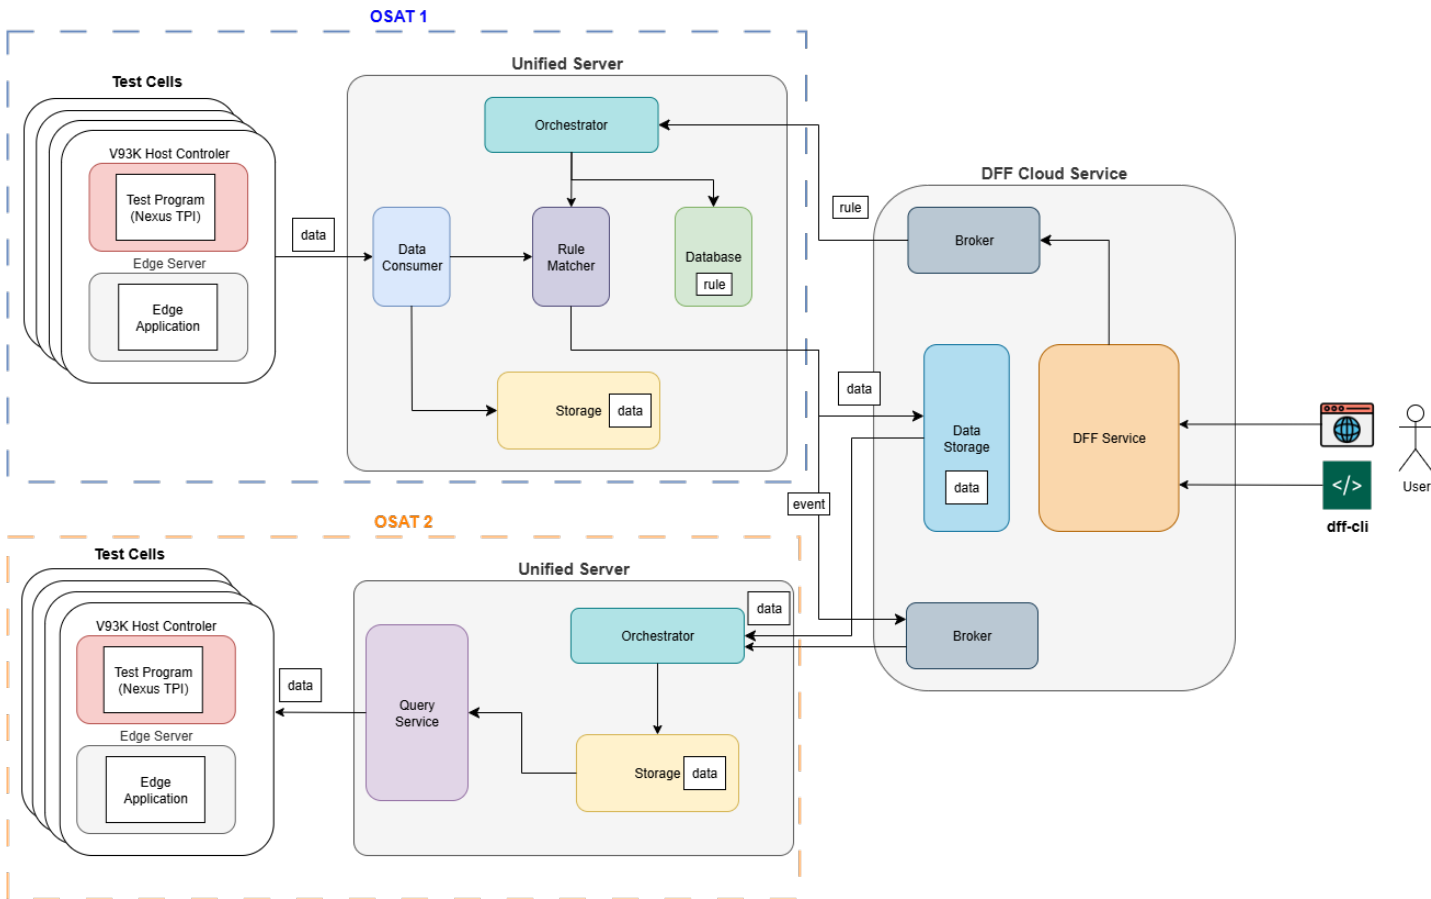 OSAT 1
Test Cells
V93K Host Controler
Test Program
(Nexus TPI)
Edge Server
Edge
Application
data
Unified Server
Orchestrator
Data
Consumer
Rule
Matcher
Database
rule
Storage
data
rule
data
event
DFF Cloud Service
Broker
Data
Storage
data
DFF Service
Broker
</>
dff-cli
User
OSAT 2
Test Cells
V93K Host Controler
Test Program
(Nexus TPI)
Edge Server
Edge
Application
data
Unified Server
Orchestrator
data
Query
Service
Storage
data